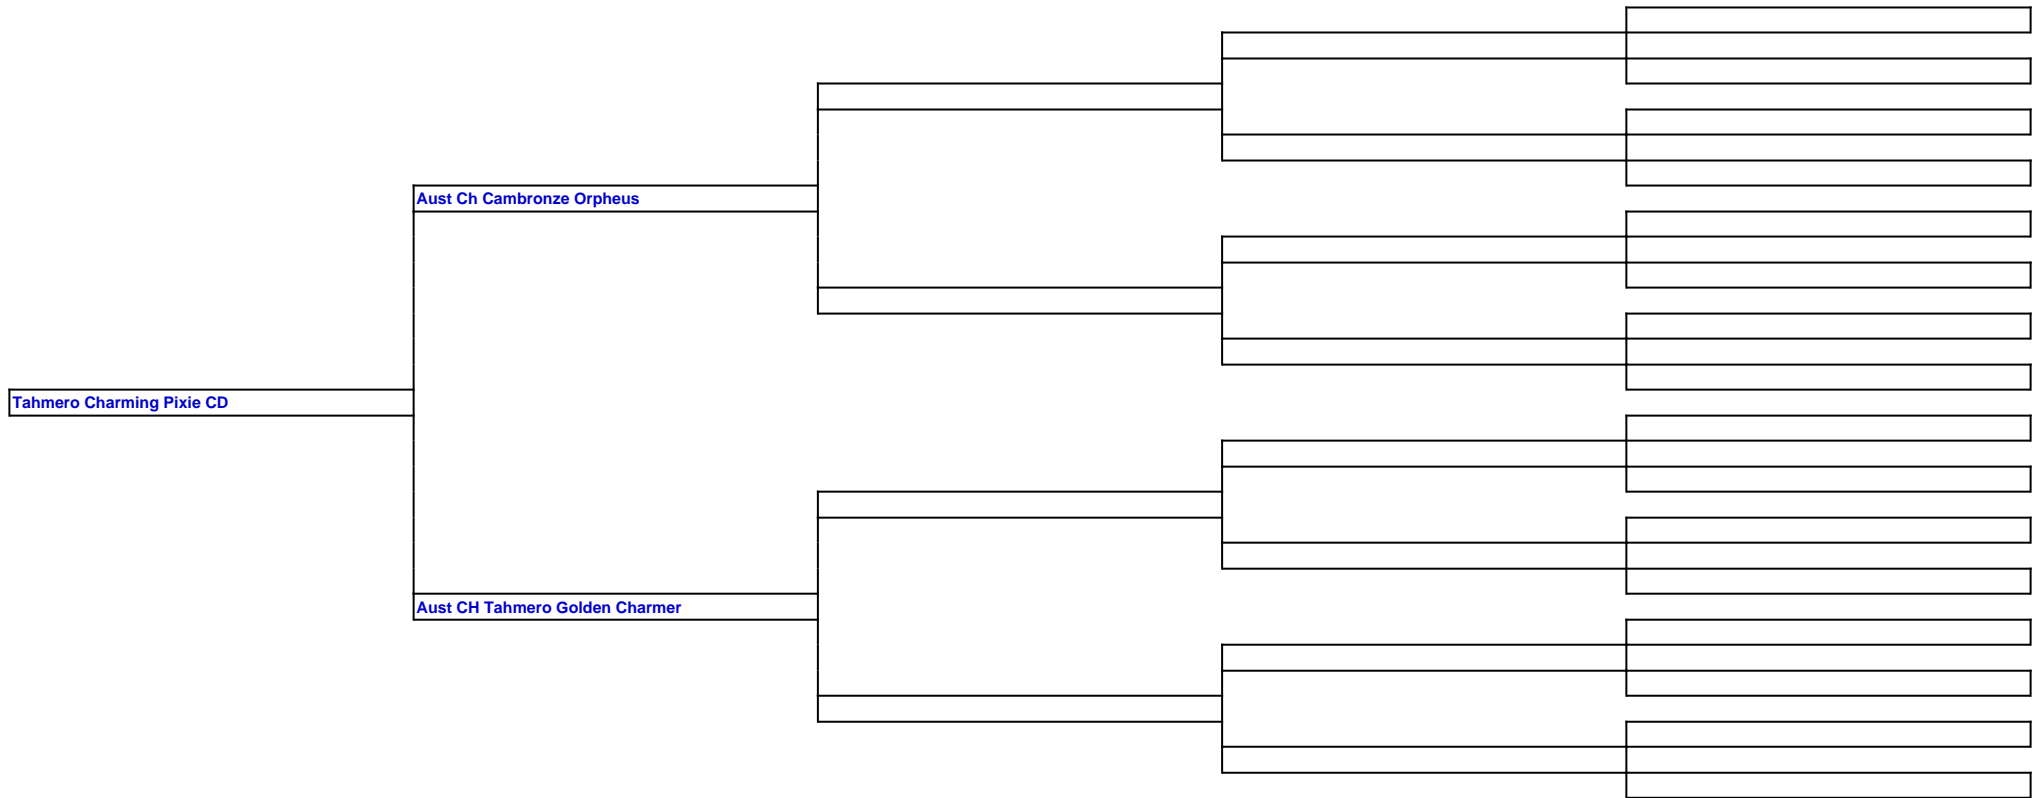 Aust Ch Cambronze Orpheus
Tahmero Charming Pixie CD
Aust CH Tahmero Golden Charmer